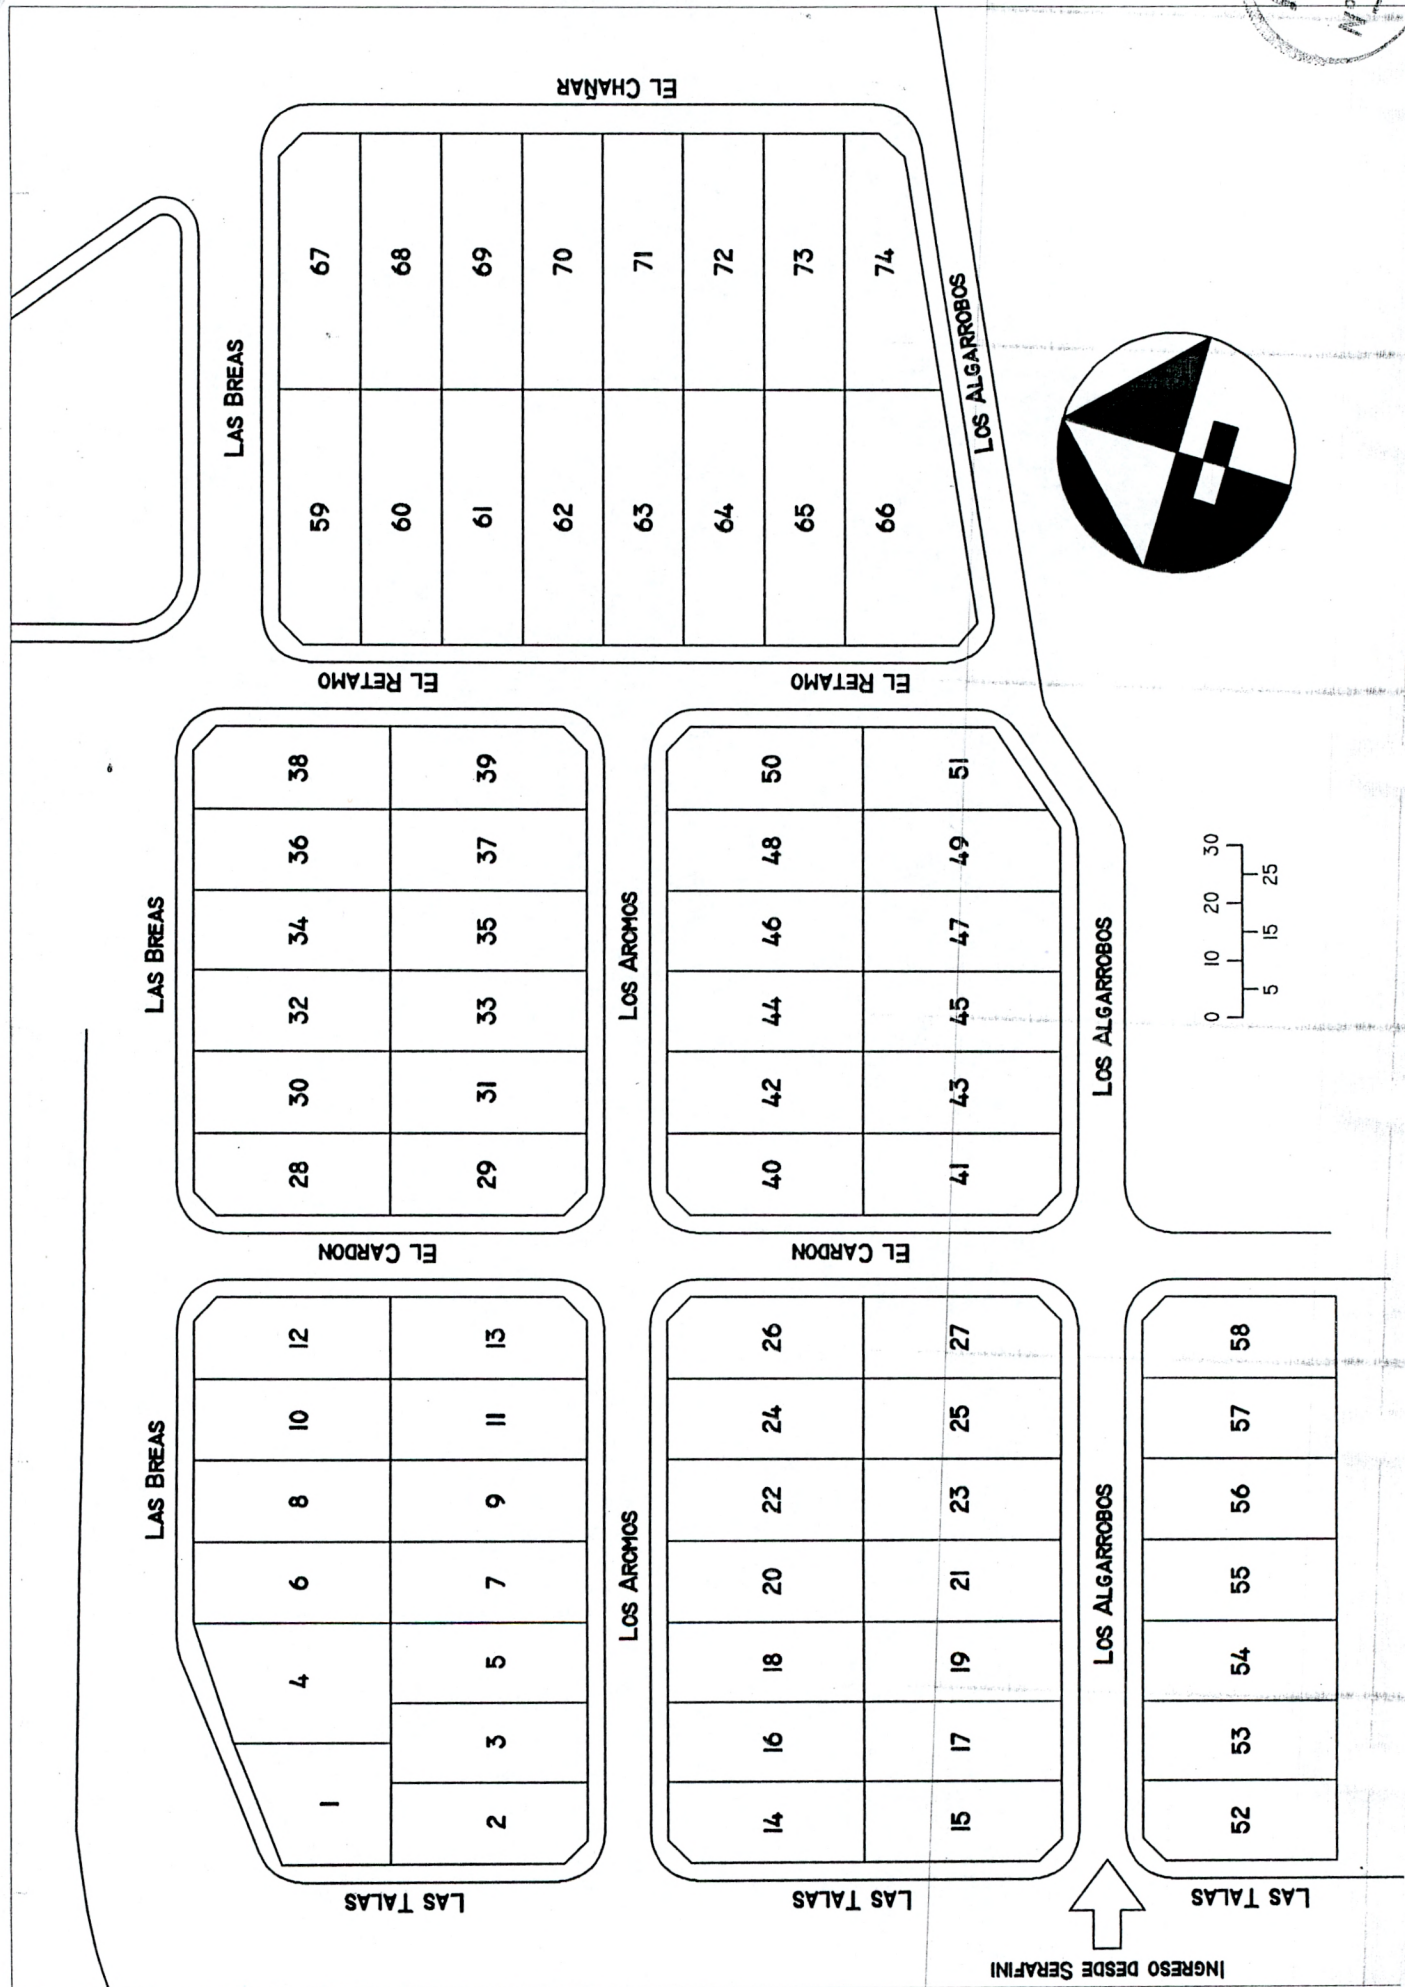 LAS BREAS
LAS BREAS
LAS BREAS
1 4 6 8 10 12
2 3 5 7 9 11 13
28 30 32 34 36 38
29 31 33 35 37 39
59 67
60 68
61 69
62 70
63 71
64 72
65 73
66 74
LAS TALAS
EL CARDON
EL RETAMO
EL CHAÑAR
LOS AROMOS
LOS AROMOS
14 16 18 20 22 24 26
15 17 19 21 23 25 27
40 42 44 46 48 50
41 43 45 47 49 51
LAS TALAS
EL CARDON
EL RETAMO
LOS ALGARROBOS
LOS ALGARROBOS
LOS ALGARROBOS
INGRESO DESDE SERAFINI
52 53 54 55 56 57 58
LAS TALAS
0 10 20 30
5 15 25